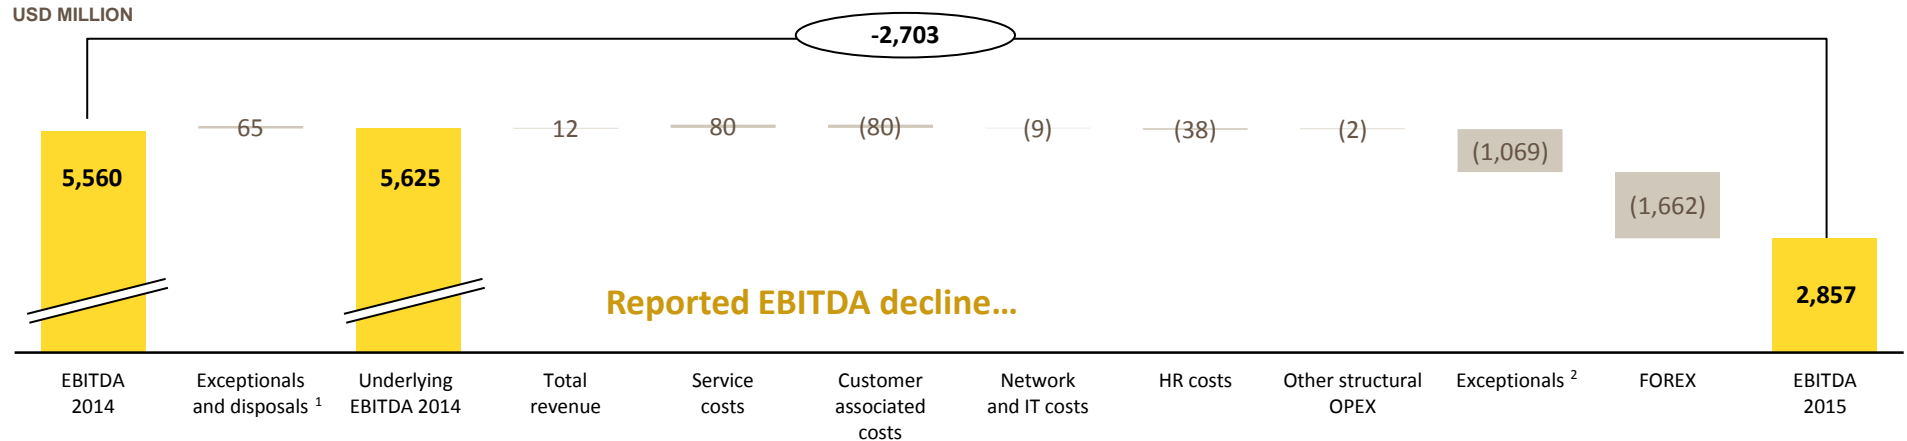 USD MILLION
-2,703
5,560
65
5,625
12
80
(80)
(9)
(38)
(2)
(1,069)
(1,662)
2,857
Reported EBITDA decline…
EBITDA
2014
Exceptionals
and disposals 1
Underlying
EBITDA 2014
Total
revenue
Service
costs
Customer
associated
costs
Network
and IT costs
HR costs
Other structural
OPEX
Exceptionals 2
FOREX
EBITDA
2015